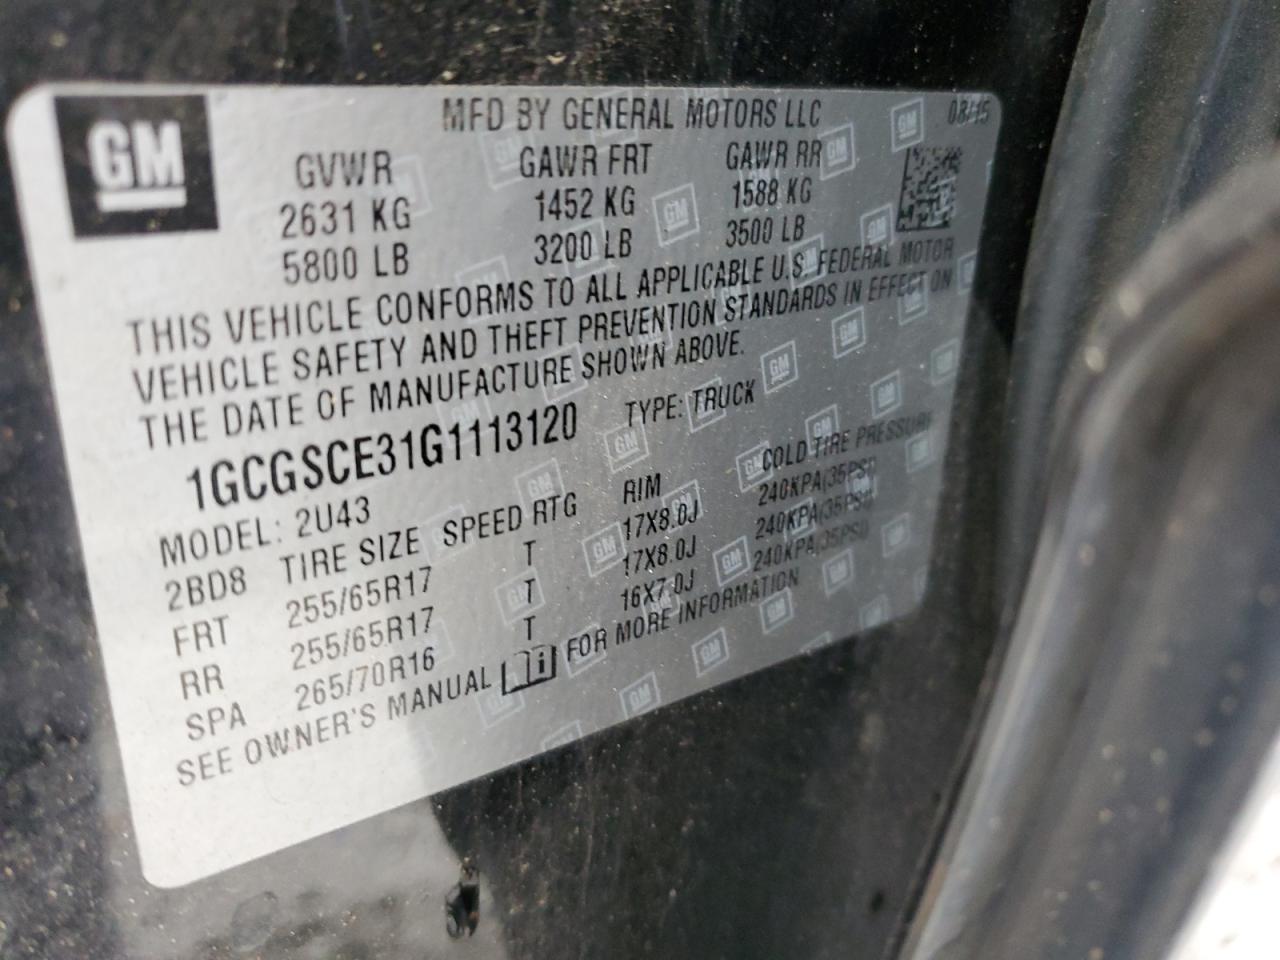 GM
MFD BY GENERAL MOTORS LLC 08/15
GVWR GAWR FRT GAWR RR
2631 KG 1452 KG 1588 KG
5800 LB 3200 LB 3500 LB
THIS VEHICLE CONFORMS TO ALL APPLICABLE U.S. FEDERAL MOTOR
VEHICLE SAFETY AND THEFT PREVENTION STANDARDS IN EFFECT ON
THE DATE OF MANUFACTURE SHOWN ABOVE.
1GCGSCE31G1113120 TYPE: TRUCK
MODEL: 2U43
2BD8 TIRE SIZE SPEED RTG RIM COLD TIRE PRESSURE
FRT 255/65R17 T 17X8.0J 240KPA(35PSI)
RR 255/65R17 T 17X8.0J 240KPA(35PSI)
SPA 265/70R16 T 16X7.0J 240KPA(35PSI)
SEE OWNER'S MANUAL FOR MORE INFORMATION